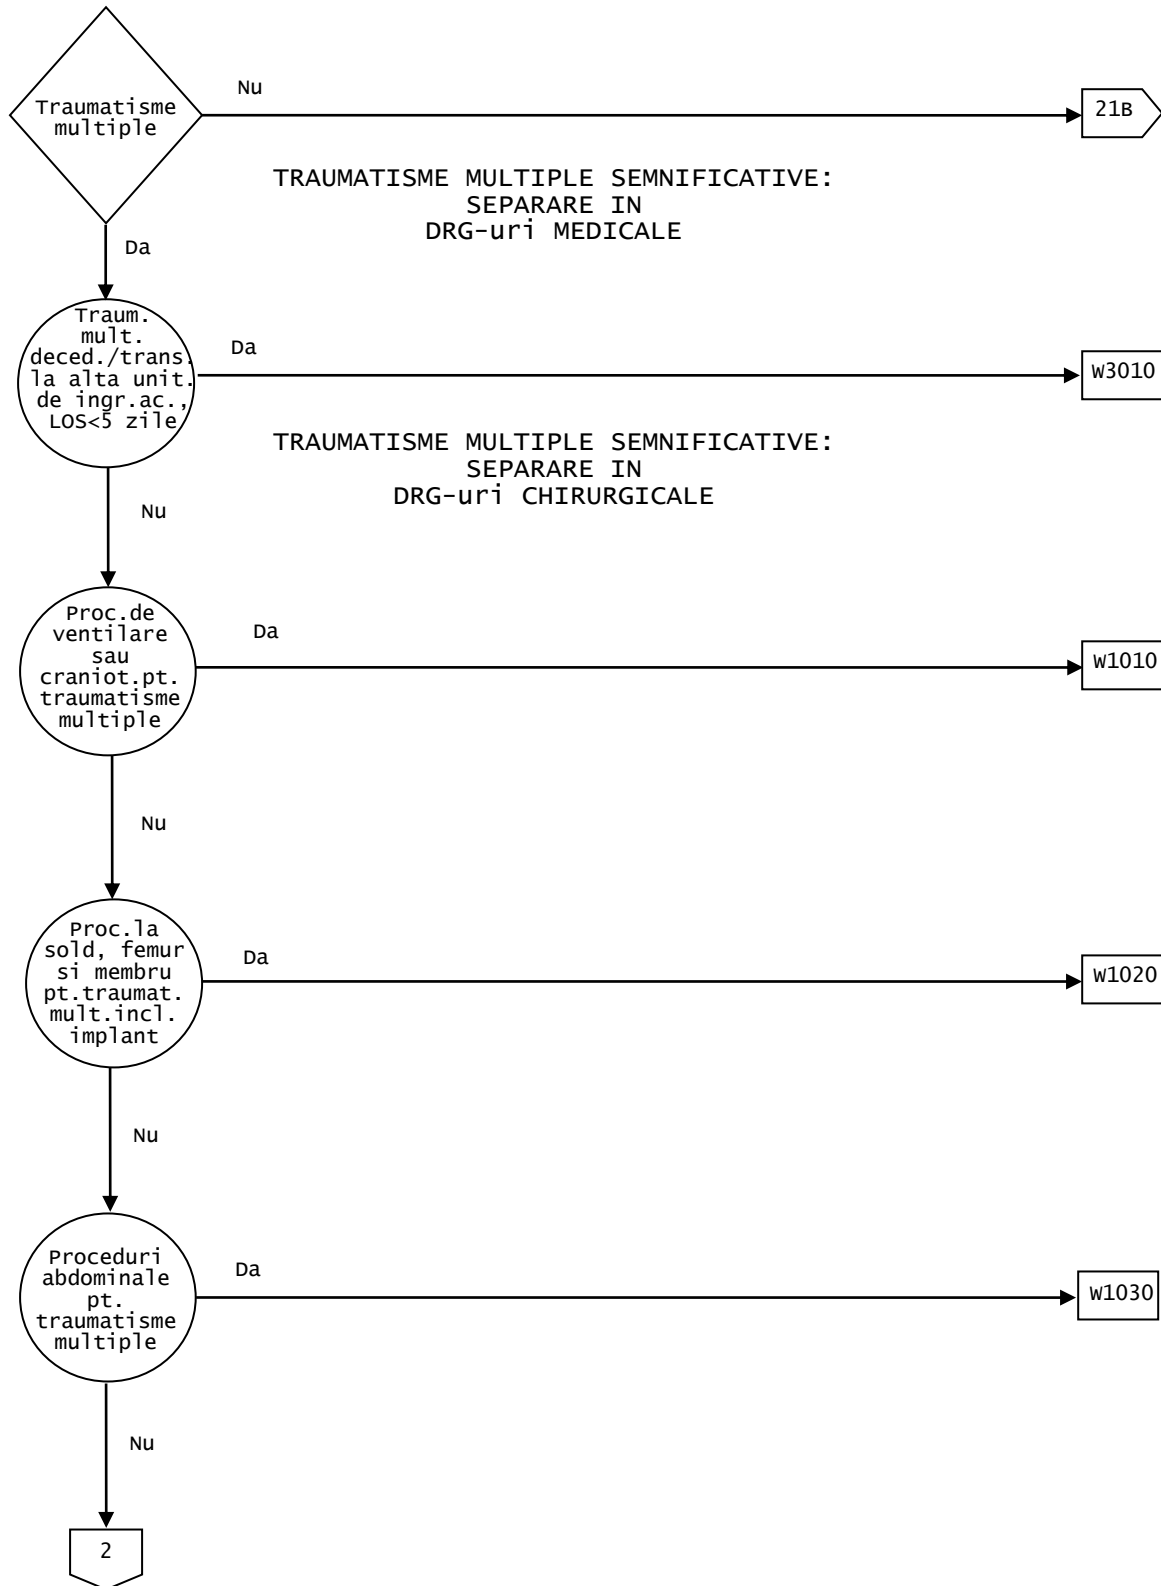 Nu
Traumatisme
multiple
21B
TRAUMATISME MULTIPLE SEMNIFICATIVE:
SEPARARE IN
DRG-uri MEDICALE
Da
Traum.
mult.
deced./trans.
la alta unit.
de ingr.ac.,
LOS<5 zile
Da
W3010
TRAUMATISME MULTIPLE SEMNIFICATIVE:
SEPARARE IN
DRG-uri CHIRURGICALE
Nu
Proc.de
ventilare
sau
craniot.pt.
traumatisme
multiple
Da
W1010
Nu
Proc.la
sold, femur
si membru
pt.traumat.
mult.incl.
implant
Da
W1020
Nu
Proceduri
abdominale
pt.
traumatisme
multiple
Da
W1030
Nu
2